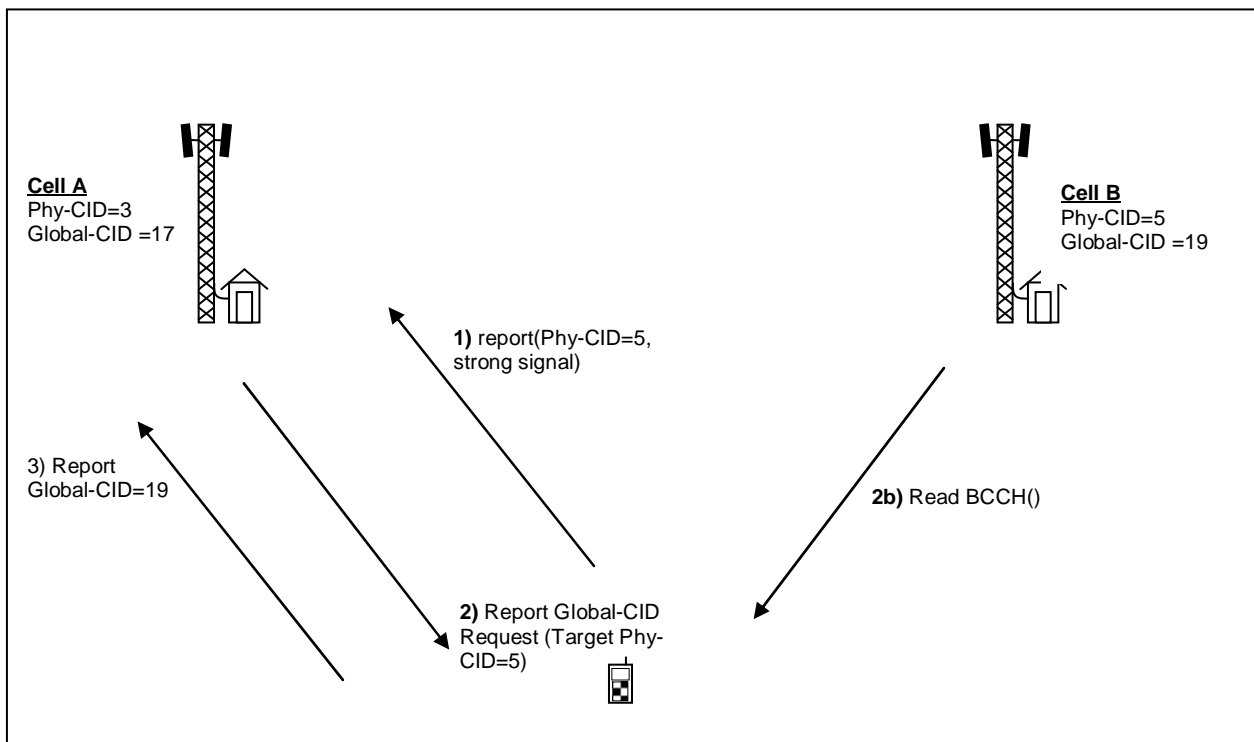 Cell A
Phy-CID=3
Global-CID =17
Cell B
Phy-CID=5
Global-CID =19
1) report(Phy-CID=5,
strong signal)
3) Report
Global-CID=19
2b) Read BCCH()
2) Report Global-CID
Request (Target Phy-
CID=5)